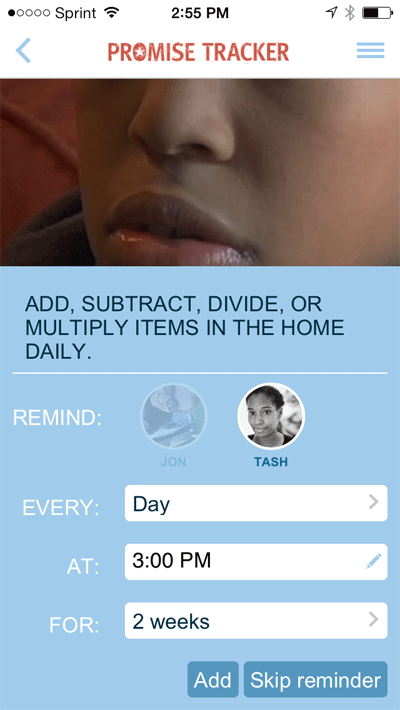 Sprint 2:55 PM
PROMISE TRACKER
ADD, SUBTRACT, DIVIDE, OR
MULTIPLY ITEMS IN THE HOME
DAILY.
REMIND:
JON TASH
EVERY: Day
AT: 3:00 PM
FOR: 2 weeks
Add Skip reminder